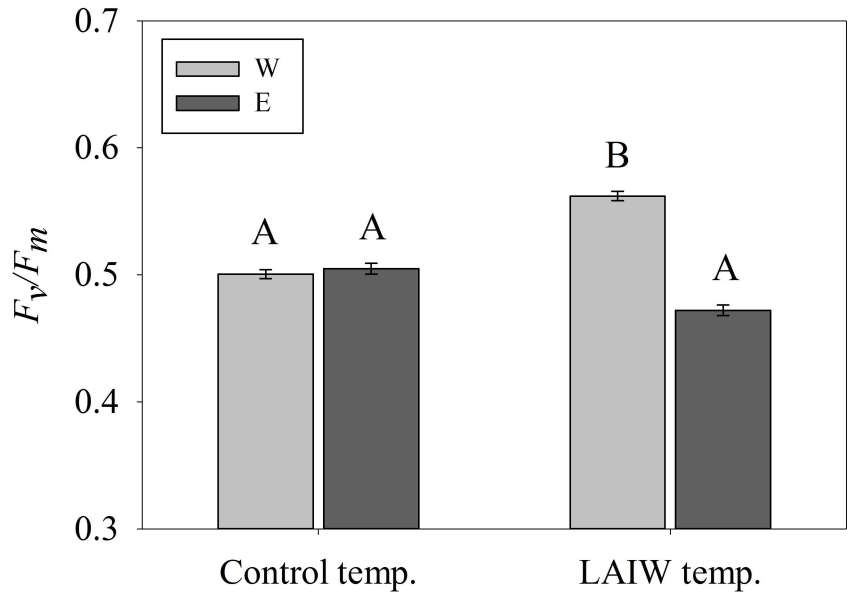 0.7
W
E
0.6
B
A
A
0.5
A
Fv/Fm
0.4
0.3
Control temp.
LAIW temp.